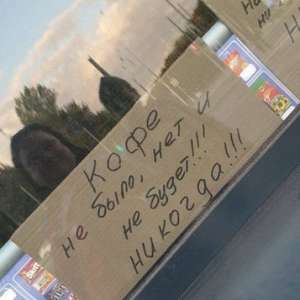 Кофе
не было, нет и
не будет!!!
никогда!!!